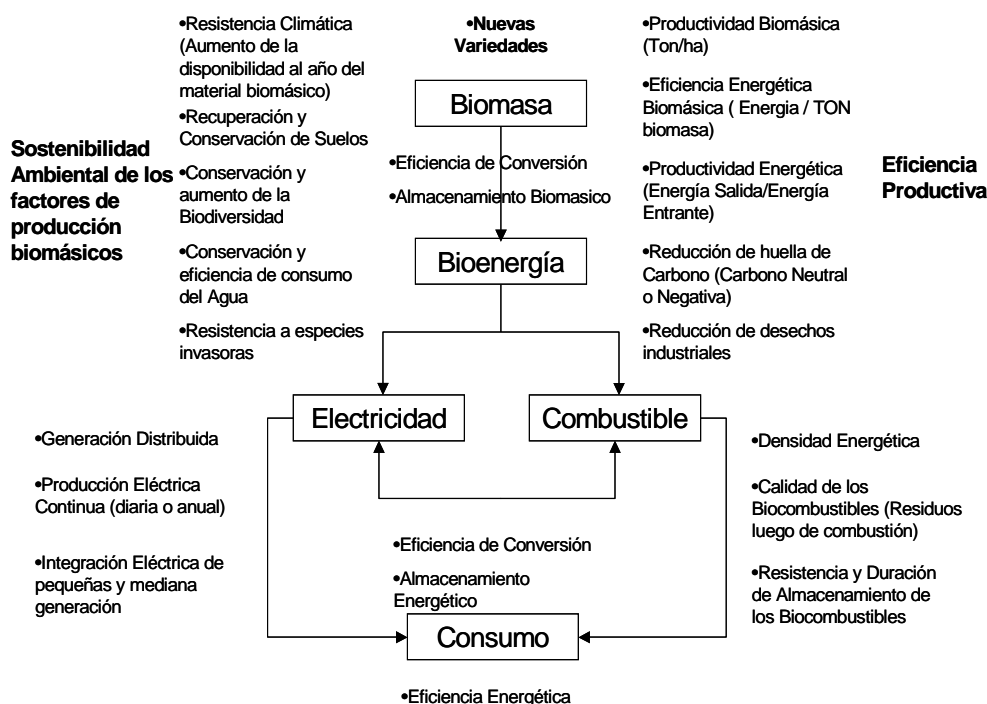 •Resistencia Climática
(Aumento de la
disponibilidad al año del
material biomásico)
•Recuperación y
Conservación de Suelos
•Conservación y
aumento de la
Biodiversidad
•Conservación y
eficiencia de consumo
del Agua
•Resistencia a especies
invasoras
Sostenibilidad
Ambiental de los
factores de
producción
biomásicos
•Nuevas
Variedades
Biomasa
•Eficiencia de Conversión
•Almacenamiento Biomasico
Bioenergía
•Productividad Biomásica
(Ton/ha)
•Eficiencia Energética
Biomásica ( Energia / TON
biomasa)
•Productividad Energética
(Energía Salida/Energía
Entrante)
•Reducción de huella de
Carbono (Carbono Neutral
o Negativa)
•Reducción de desechos
industriales
Eficiencia
Productiva
Electricidad
Combustible
•Generación Distribuida
•Producción Eléctrica
Continua (diaria o anual)
•Integración Eléctrica de
pequeñas y mediana
generación
•Eficiencia de Conversión
•Almacenamiento
Energético
•Densidad Energética
•Calidad de los
Biocombustibles (Residuos
luego de combustión)
•Resistencia y Duración
de Almacenamiento de
los Biocombustibles
Consumo
•Eficiencia Energética